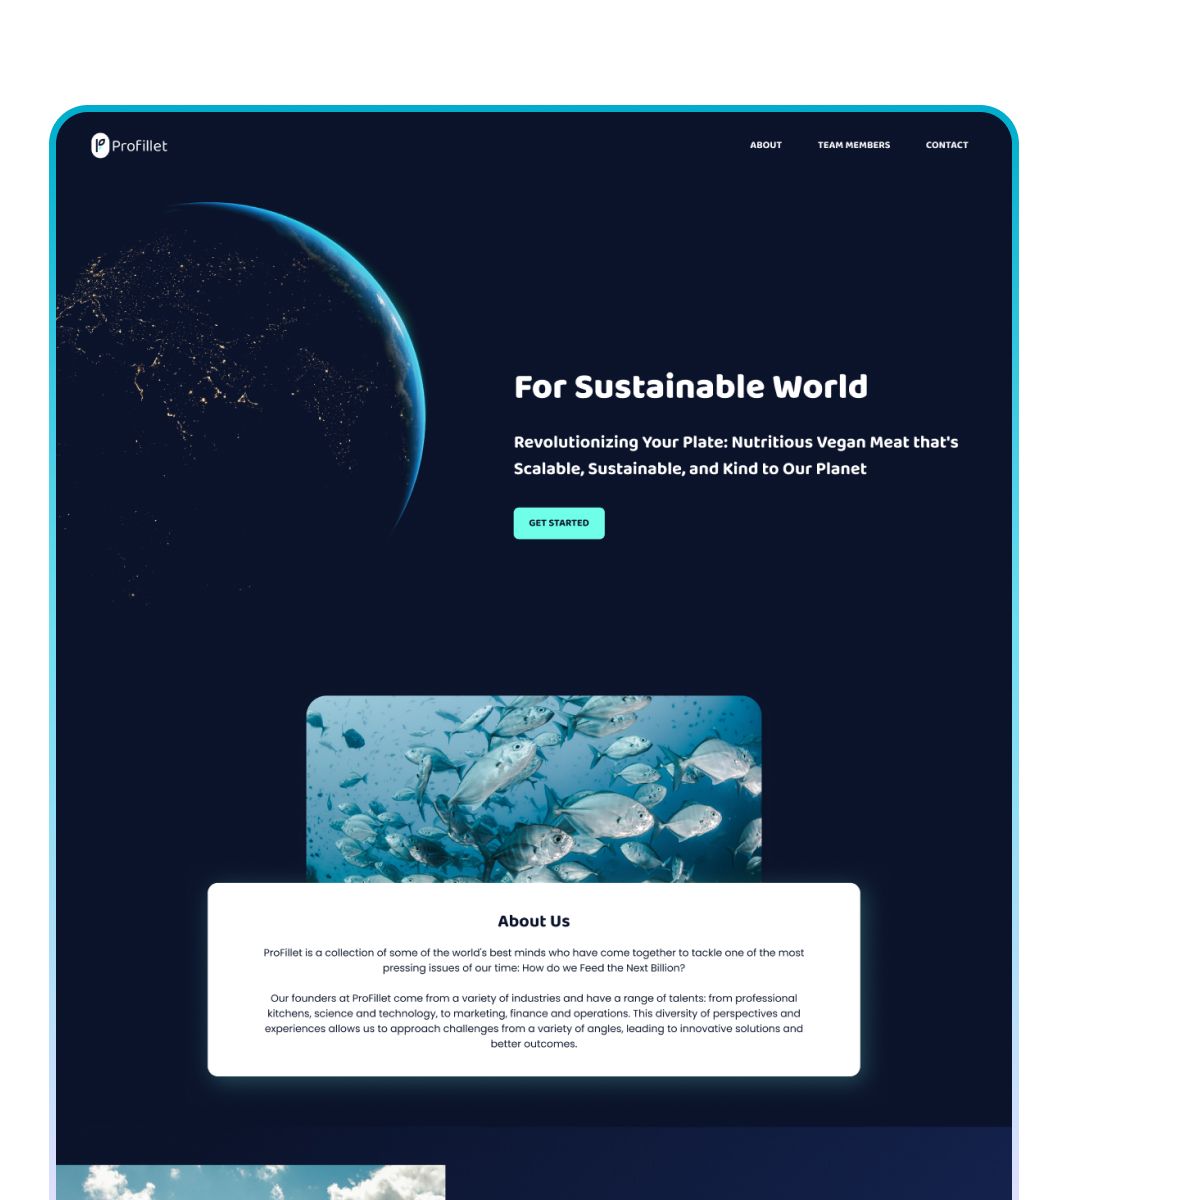 Profillet
ABOUT
TEAM MEMBERS
CONTACT
For Sustainable World
Revolutionizing Your Plate: Nutritious Vegan Meat that's
Scalable, Sustainable, and Kind to Our Planet
GET STARTED
About Us
ProFillet is a collection of some of the world's best minds who have come together to tackle one of the most
pressing issues of our time: How do we Feed the Next Billion?
Our founders at ProFillet come from a variety of industries and have a range of talents: from professional
kitchens, science and technology, to marketing, finance and operations. This diversity of perspectives and
experiences allows us to approach challenges from a variety of angles, leading to innovative solutions and
better outcomes.